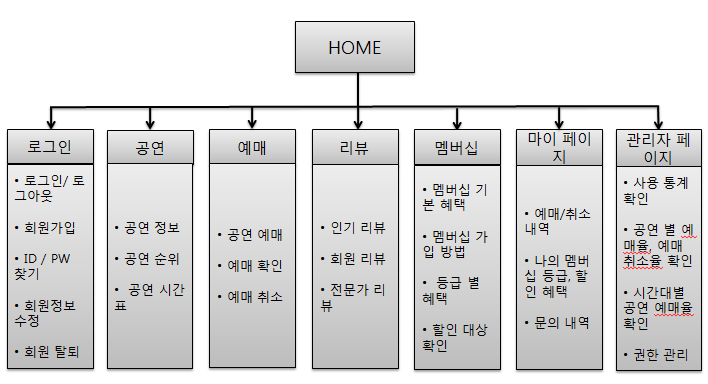 HOME
로그인
• 로그인/ 로
그아웃
• 회원가입
• ID / PW
찾기
• 회원정보
수정
• 회원 탈퇴
공연
• 공연 정보
• 공연 순위
• 공연 시간
표
예매
• 공연 예매
• 예매 확인
• 예매 취소
리뷰
• 인기 리뷰
• 회원 리뷰
• 전문가 리
뷰
멤버십
• 멤버십 기
본 혜택
• 멤버십 가
입 방법
• 등급 별
혜택
• 할인 대상
확인
마이 페이
지
• 예매/취소
내역
• 나의 멤버
십 등급, 할
인 혜택
• 문의 내역
관리자 페
이지
• 사용 통계
확인
• 공연 별 예
매율, 예매
취소율 확인
• 시간대별
공연 예매율
확인
• 권한 관리